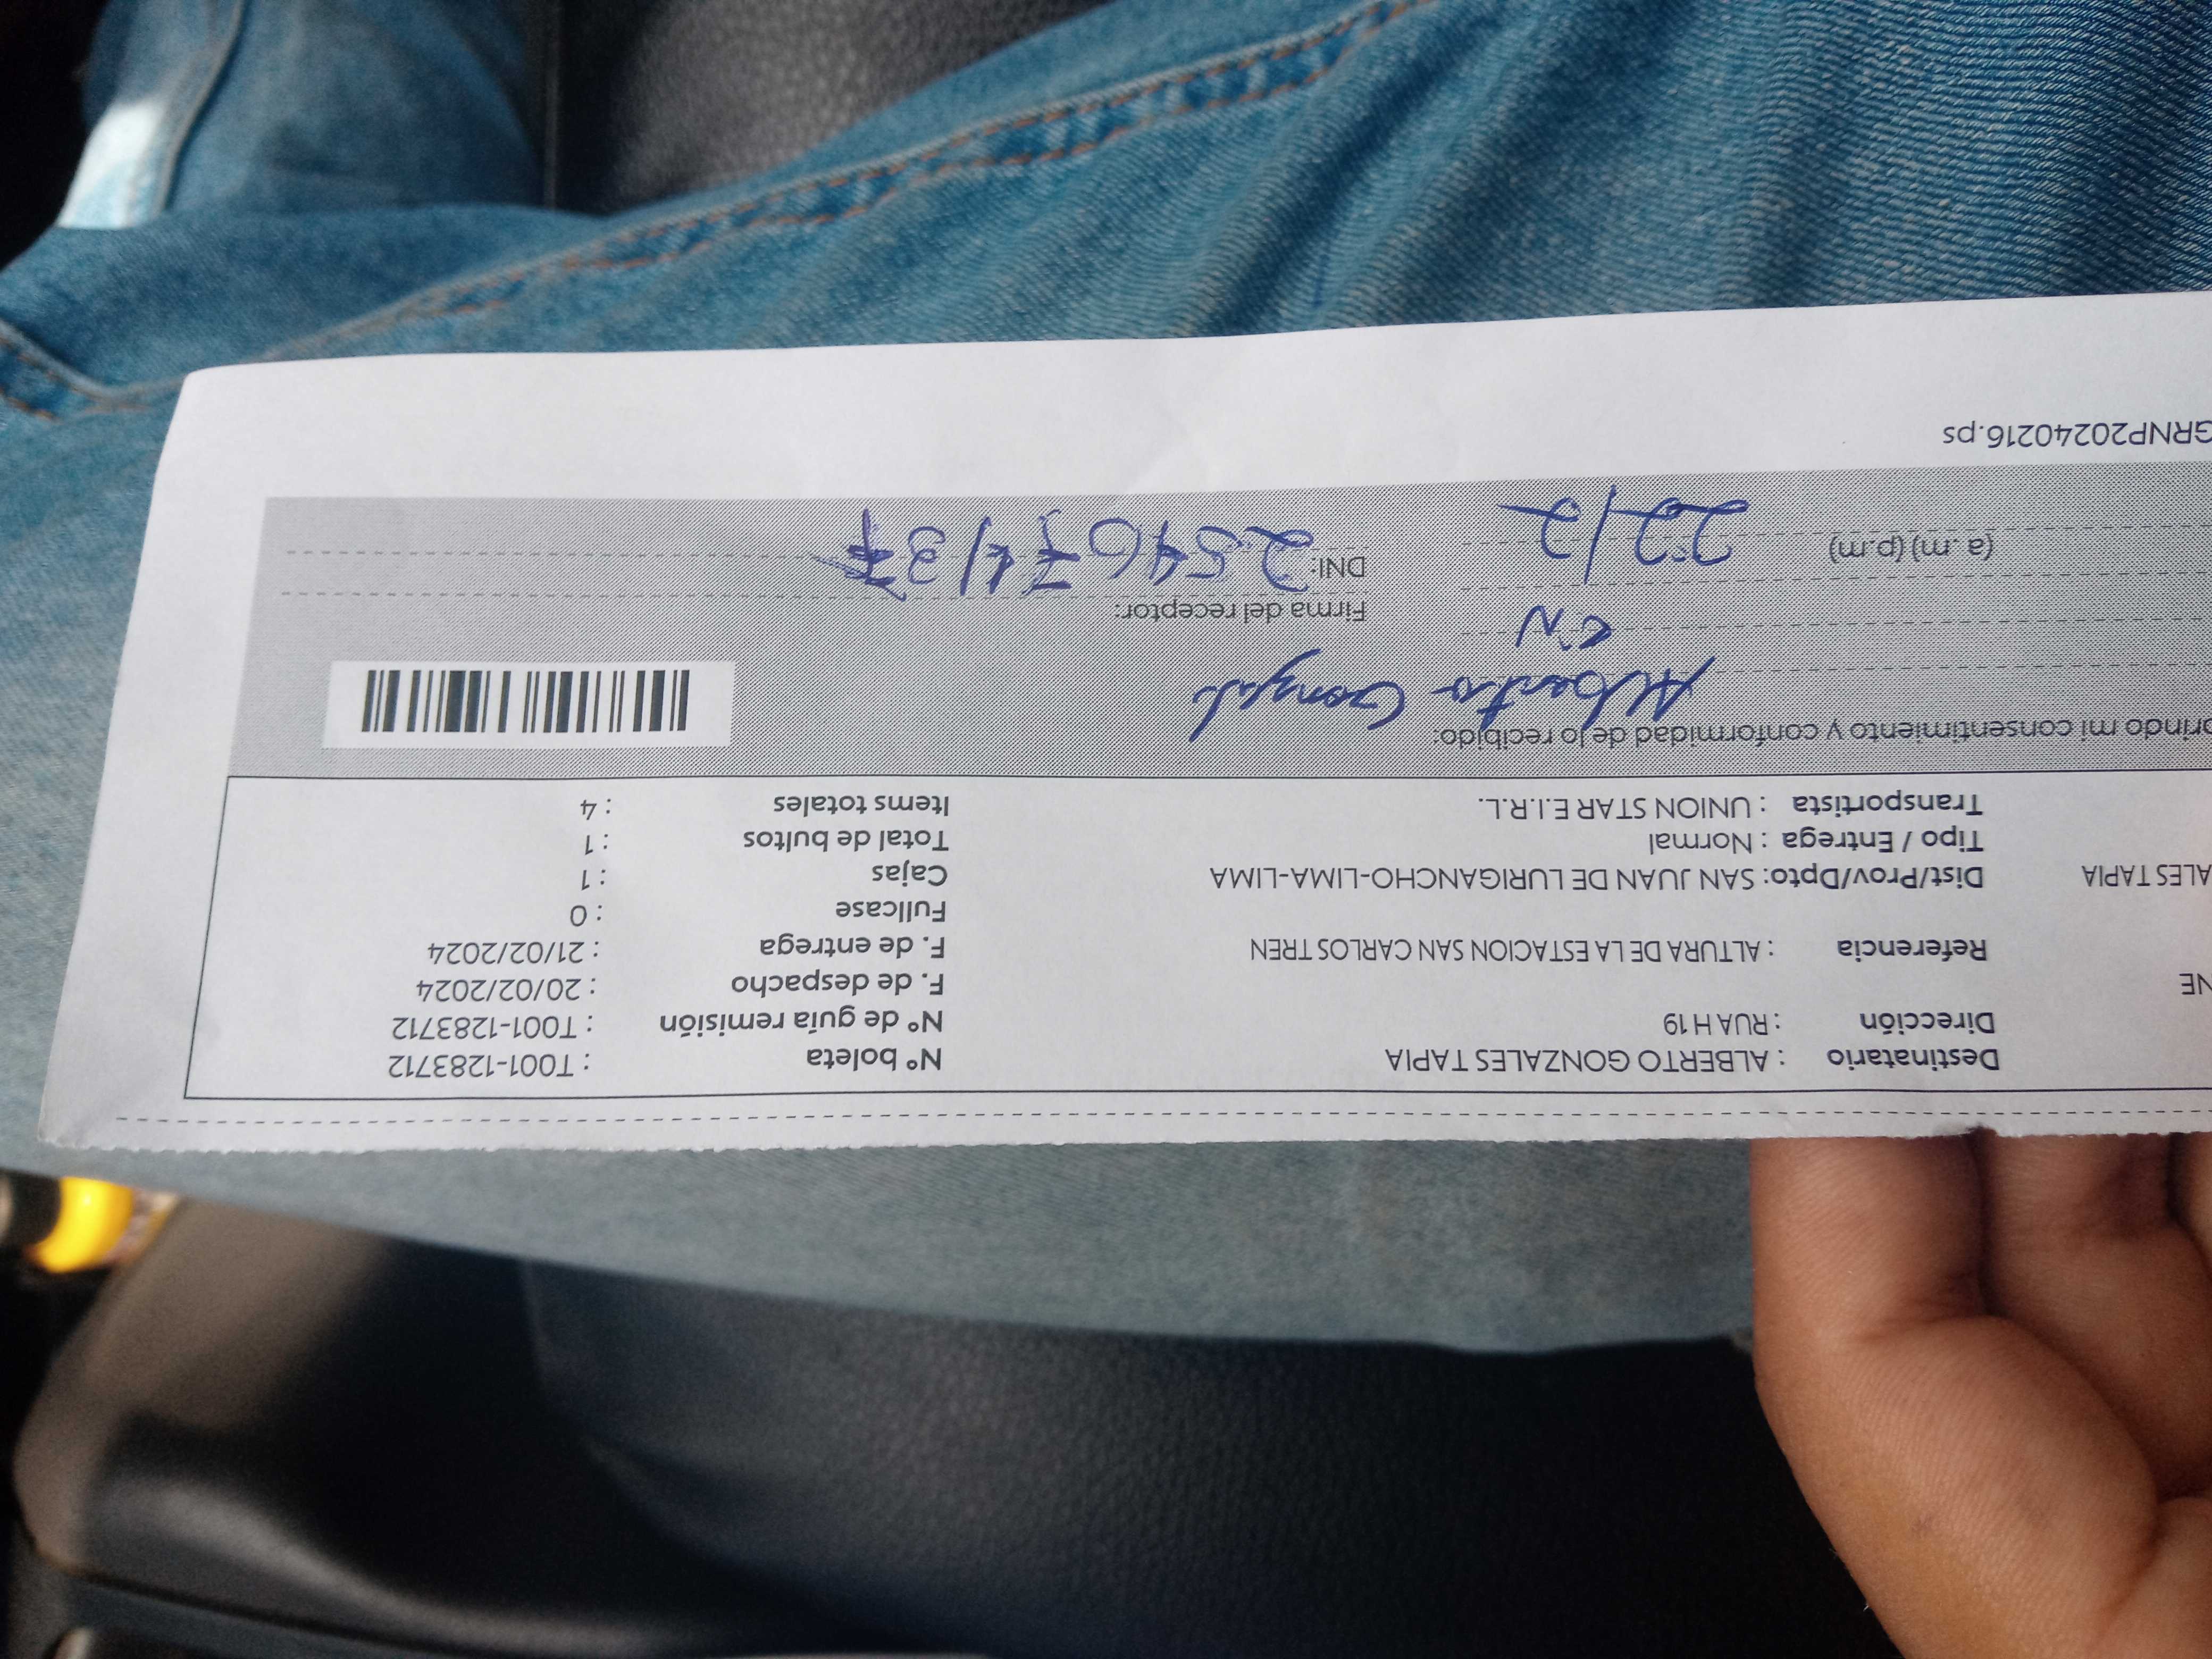 Destinatario : ALBERTO GONZALES TAPIA Nº boleta : T001-1283712
Dirección : RUA H 19 Nº de guía remisión : T001-1283712
NE F. de despacho : 20/02/2024
Referencia : ALTURA DE LA ESTACION SAN CARLOS TREN F. de entrega : 21/02/2024
Fullcase : 0
ALES TAPIA Dist/Prov/Dpto: SAN JUAN DE LURIGANCHO-LIMA-LIMA Cajas : 1
Tipo / Entrega : Normal Total de bultos : 1
Transportista : UNION STAR E.I.R.L. Items totales : 4
brindo mi consentimiento y conformidad de lo recibido:
Alberto
Firma del receptor:
(a .m) (p.m) 22/2 DNI:
GRNP20240216.ps